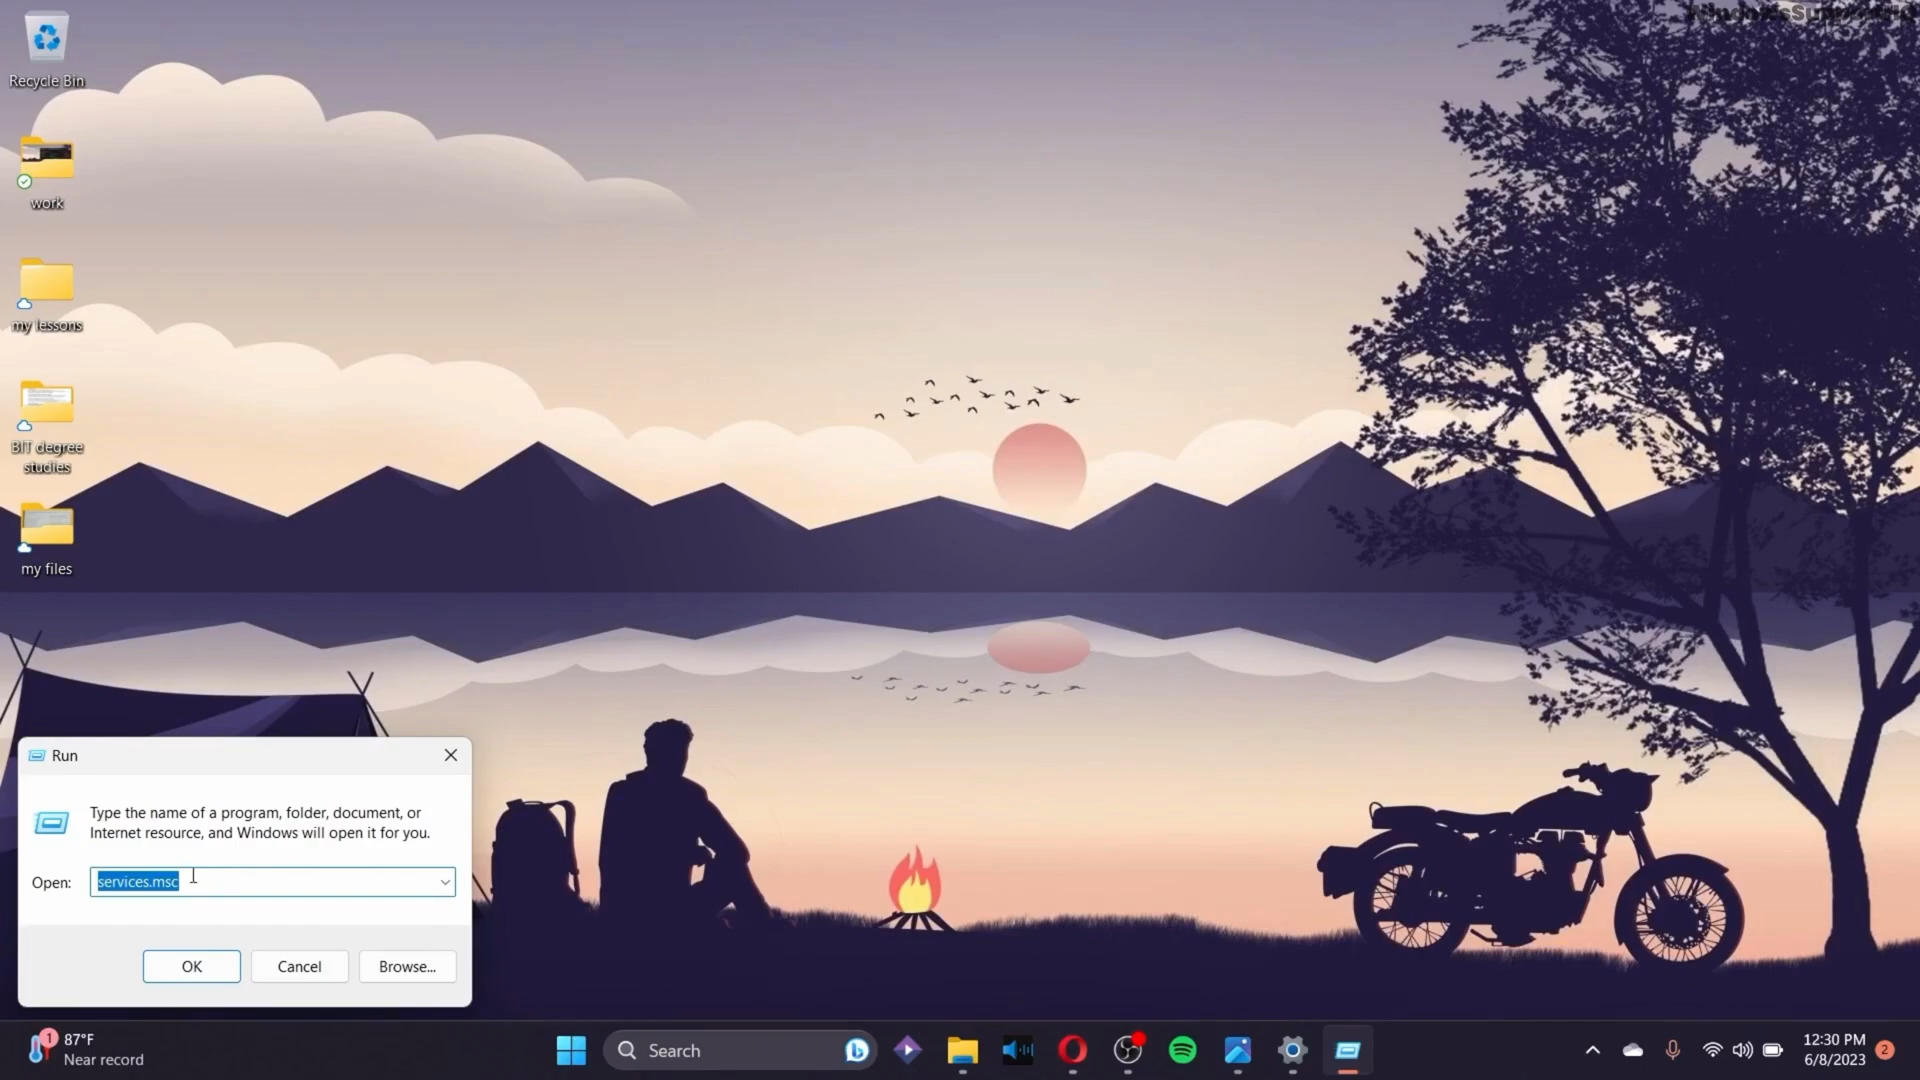 Recycle Bin
work
my lessons
BIT degree
studies
my files
Run
Type the name of a program, folder, document, or
Internet resource, and Windows will open it for you.
Open:
services.msc
OK
Cancel
Browse...
1
87°F
Near record
Search
12:30 PM
6/8/2023
2